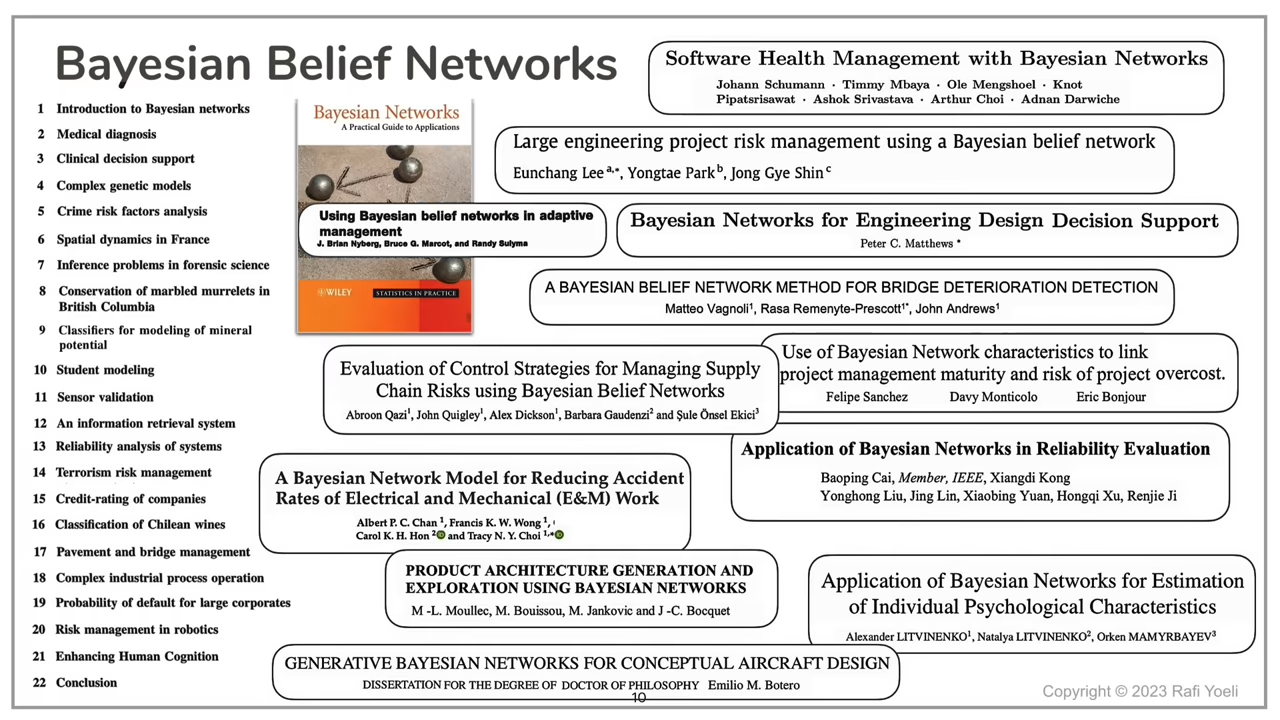 Bayesian Belief Networks
1 Introduction to Bayesian networks
2 Medical diagnosis
3 Clinical decision support
4 Complex genetic models
5 Crime risk factors analysis
6 Spatial dynamics in France
7 Inference problems in forensic science
8 Conservation of marbled murrelets in
British Columbia
9 Classifiers for modeling of mineral
potential
10 Student modeling
11 Sensor validation
12 An information retrieval system
13 Reliability analysis of systems
14 Terrorism risk management
15 Credit-rating of companies
16 Classification of Chilean wines
17 Pavement and bridge management
18 Complex industrial process operation
19 Probability of default for large corporates
20 Risk management in robotics
21 Enhancing Human Cognition
22 Conclusion
Bayesian Networks
A Practical Guide to Applications
WILEY
STATISTICS IN PRACTICE
Software Health Management with Bayesian Networks
Johann Schumann · Timmy Mbaya · Ole Mengshoel · Knot
Pipatsrisawat · Ashok Srivastava · Arthur Choi · Adnan Darwiche
Large engineering project risk management using a Bayesian belief network
Eunchang Lee a,*, Yongtae Park b, Jong Gye Shin c
Using Bayesian belief networks in adaptive
management
J. Brian Nyberg, Bruce G. Marcot, and Randy Sulyma
Bayesian Networks for Engineering Design Decision Support
Peter C. Matthews *
A BAYESIAN BELIEF NETWORK METHOD FOR BRIDGE DETERIORATION DETECTION
Matteo Vagnoli1, Rasa Remenyte-Prescott1*, John Andrews1
Evaluation of Control Strategies for Managing Supply
Chain Risks using Bayesian Belief Networks
Abroon Qazi1, John Quigley1, Alex Dickson1, Barbara Gaudenzi2 and Şule Önsel Ekici3
Use of Bayesian Network characteristics to link
project management maturity and risk of project overcost.
Felipe Sanchez Davy Monticolo Eric Bonjour
Application of Bayesian Networks in Reliability Evaluation
Baoping Cai, Member, IEEE, Xiangdi Kong
Yonghong Liu, Jing Lin, Xiaobing Yuan, Hongqi Xu, Renjie Ji
A Bayesian Network Model for Reducing Accident
Rates of Electrical and Mechanical (E&M) Work
Albert P. C. Chan 1, Francis K. W. Wong 1,
Carol K. H. Hon 2 and Tracy N. Y. Choi 1,*
PRODUCT ARCHITECTURE GENERATION AND
EXPLORATION USING BAYESIAN NETWORKS
M -L. Moullec, M. Bouissou, M. Jankovic and J -C. Bocquet
Application of Bayesian Networks for Estimation
of Individual Psychological Characteristics
Alexander LITVINENKO1, Natalya LITVINENKO2, Orken MAMYRBAYEV3
GENERATIVE BAYESIAN NETWORKS FOR CONCEPTUAL AIRCRAFT DESIGN
DISSERTATION FOR THE DEGREE OF DOCTOR OF PHILOSOPHY Emilio M. Botero
10
Copyright © 2023 Rafi Yoeli